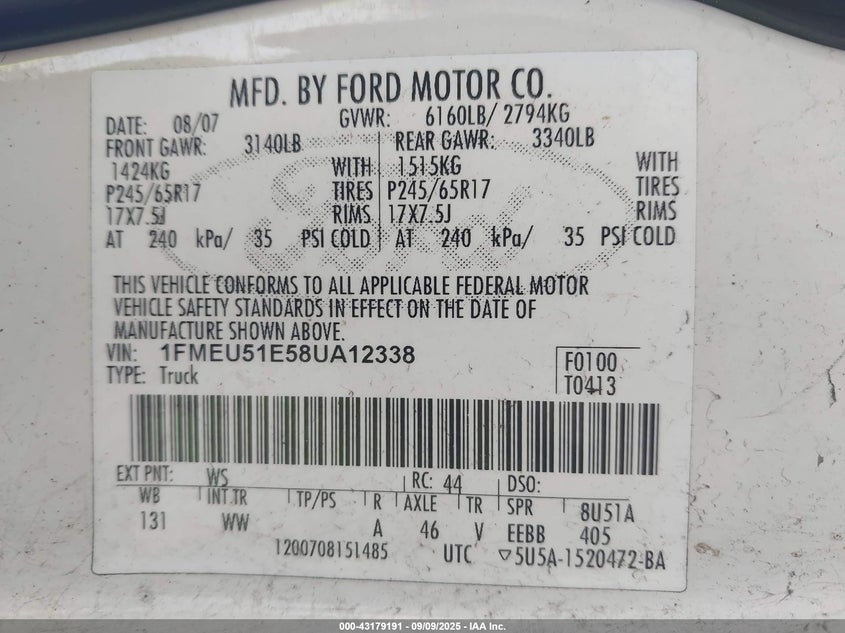 MFD. BY FORD MOTOR CO.
DATE: 08/07 GVWR: 6160LB/ 2794KG
FRONT GAWR: 3140LB REAR GAWR: 3340LB
1424KG WITH 1515KG WITH
P245/65R17 TIRES P245/65R17 TIRES
17X7.5J RIMS 17X7.5J RIMS
AT 240 kPa/ 35 PSI COLD AT 240 kPa/ 35 PSI COLD
Ford
THIS VEHICLE CONFORMS TO ALL APPLICABLE FEDERAL MOTOR
VEHICLE SAFETY STANDARDS IN EFFECT ON THE DATE OF
MANUFACTURE SHOWN ABOVE.
VIN: 1FMEU51E58UA12338
TYPE: Truck
F0100
T0413
EXT PNT: WS RC: 44 DSO:
WB INT TR TP/PS R AXLE TR SPR 8U51A
131 WW A 46 V EEBB 405
1200708151485 UTC ▽5U5A-1520472-BA
000-43179191 - 09/09/2025 - IAA Inc.